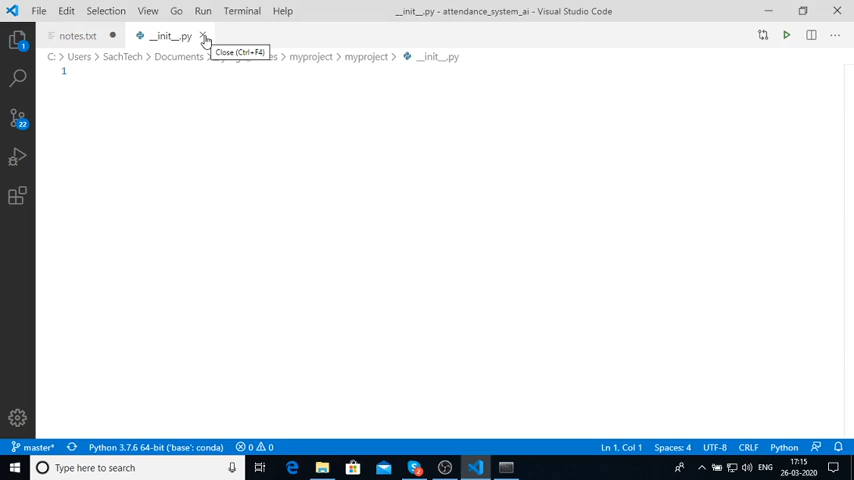 File Edit Selection View Go Run Terminal Help __init__.py - attendance_system_ai - Visual Studio Code
notes.txt __init__.py
Close (Ctrl+F4)
C: > Users > SachTech > Documents > es > myproject > myproject > __init__.py
1
1
22
master* Python 3.7.6 64-bit ('base': conda) 0 0 Ln 1, Col 1 Spaces: 4 UTF-8 CRLF Python
Type here to search 2 ENG 17:15
26-03-2020